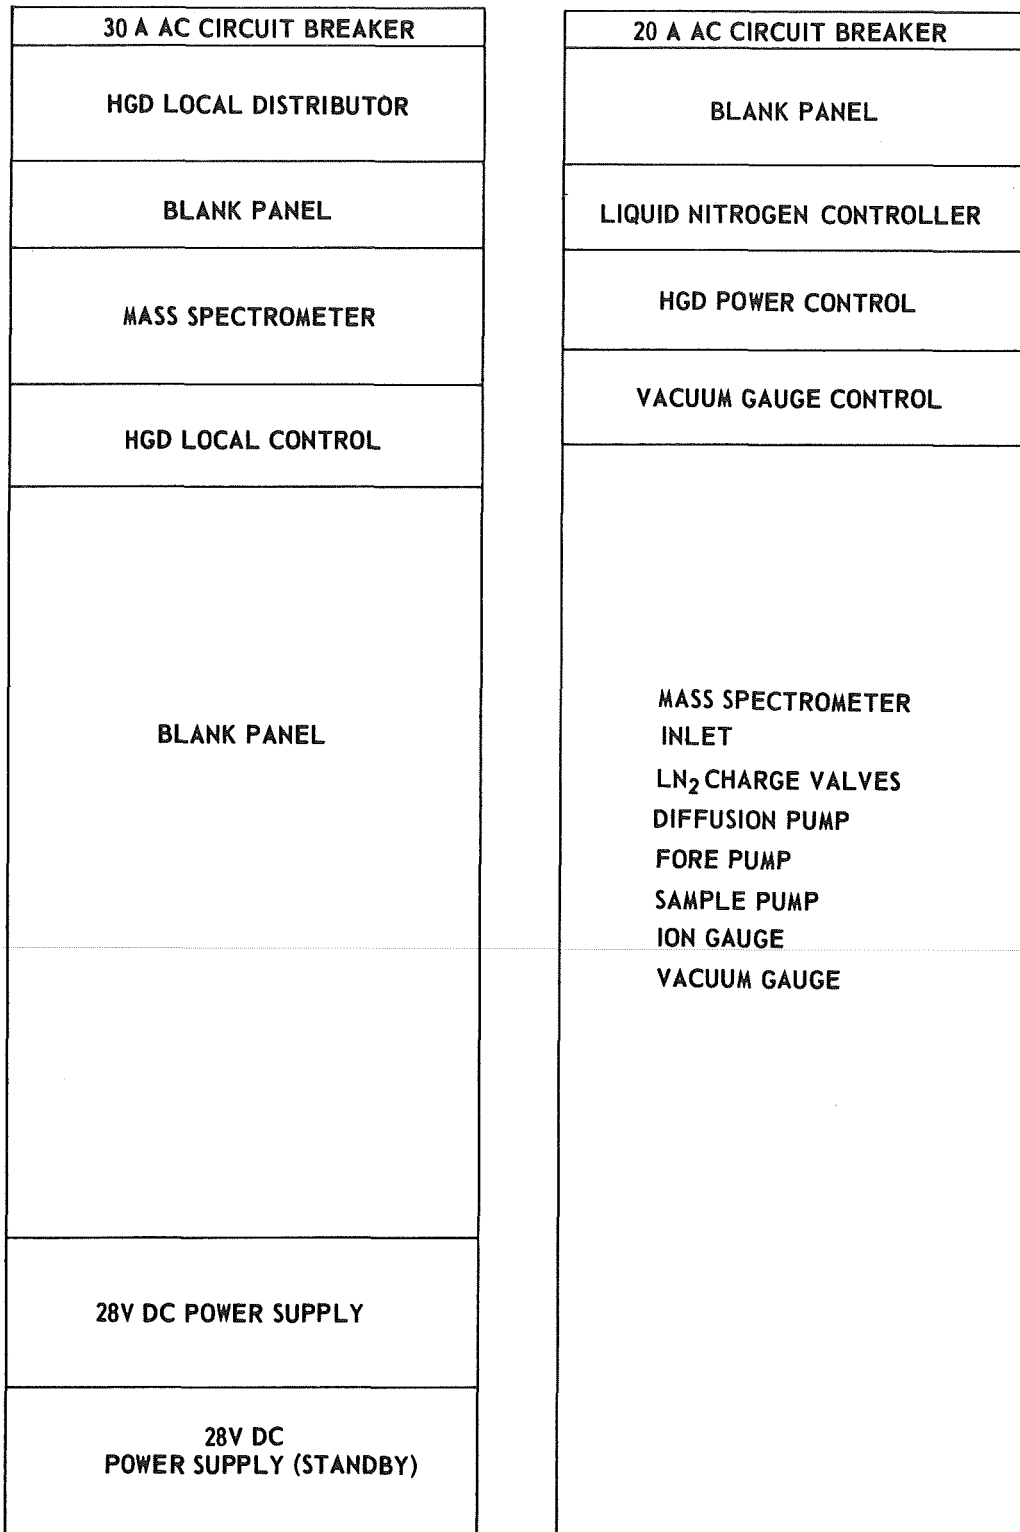 30 A AC CIRCUIT BREAKER
HGD LOCAL DISTRIBUTOR
BLANK PANEL
MASS SPECTROMETER
HGD LOCAL CONTROL
BLANK PANEL
28V DC POWER SUPPLY
28V DC
POWER SUPPLY (STANDBY)
20 A AC CIRCUIT BREAKER
BLANK PANEL
LIQUID NITROGEN CONTROLLER
HGD POWER CONTROL
VACUUM GAUGE CONTROL
MASS SPECTROMETER
INLET
LN₂ CHARGE VALVES
DIFFUSION PUMP
FORE PUMP
SAMPLE PUMP
ION GAUGE
VACUUM GAUGE